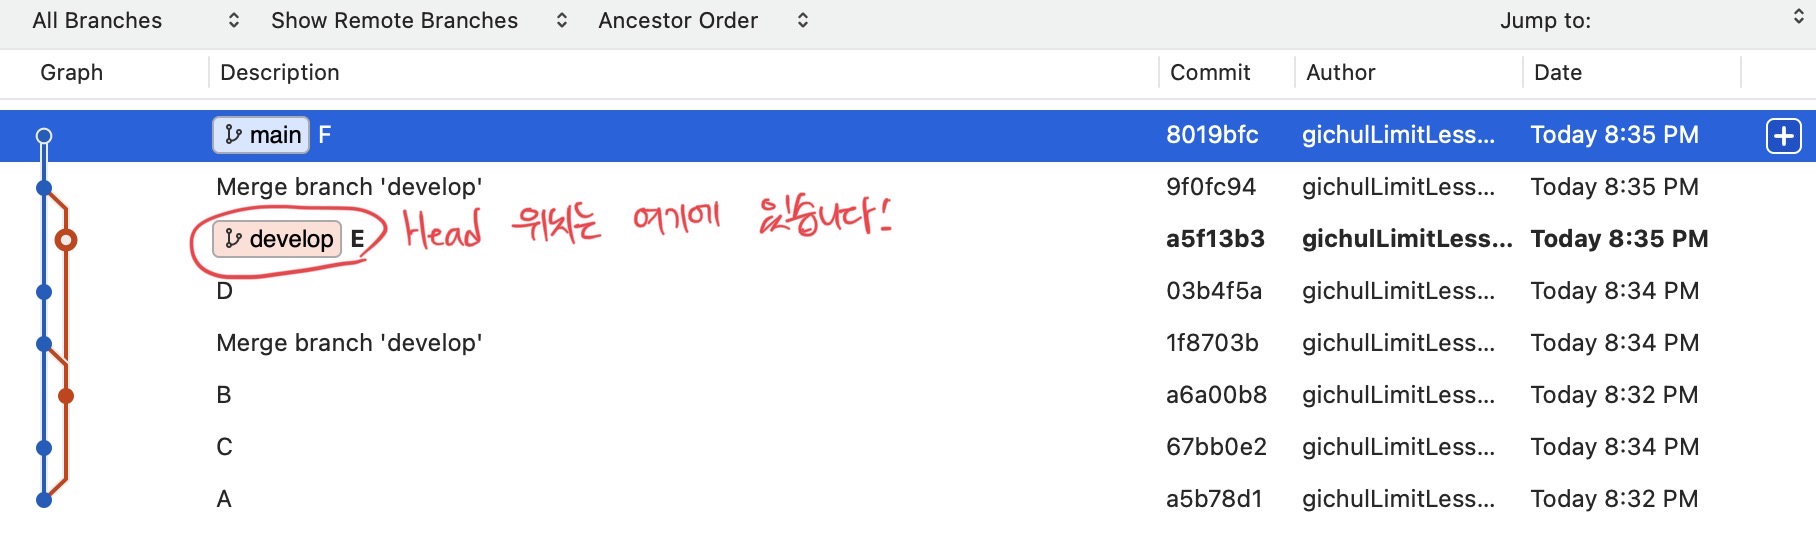 All Branches Show Remote Branches Ancestor Order Jump to:
Graph Description Commit Author Date
main F 8019bfc gichulLimitLess... Today 8:35 PM
Merge branch 'develop' 9f0fc94 gichulLimitLess... Today 8:35 PM
develop E a5f13b3 gichulLimitLess... Today 8:35 PM
Head 위치는 여기에 있습니다!
D 03b4f5a gichulLimitLess... Today 8:34 PM
Merge branch 'develop' 1f8703b gichulLimitLess... Today 8:34 PM
B a6a00b8 gichulLimitLess... Today 8:32 PM
C 67bb0e2 gichulLimitLess... Today 8:34 PM
A a5b78d1 gichulLimitLess... Today 8:32 PM